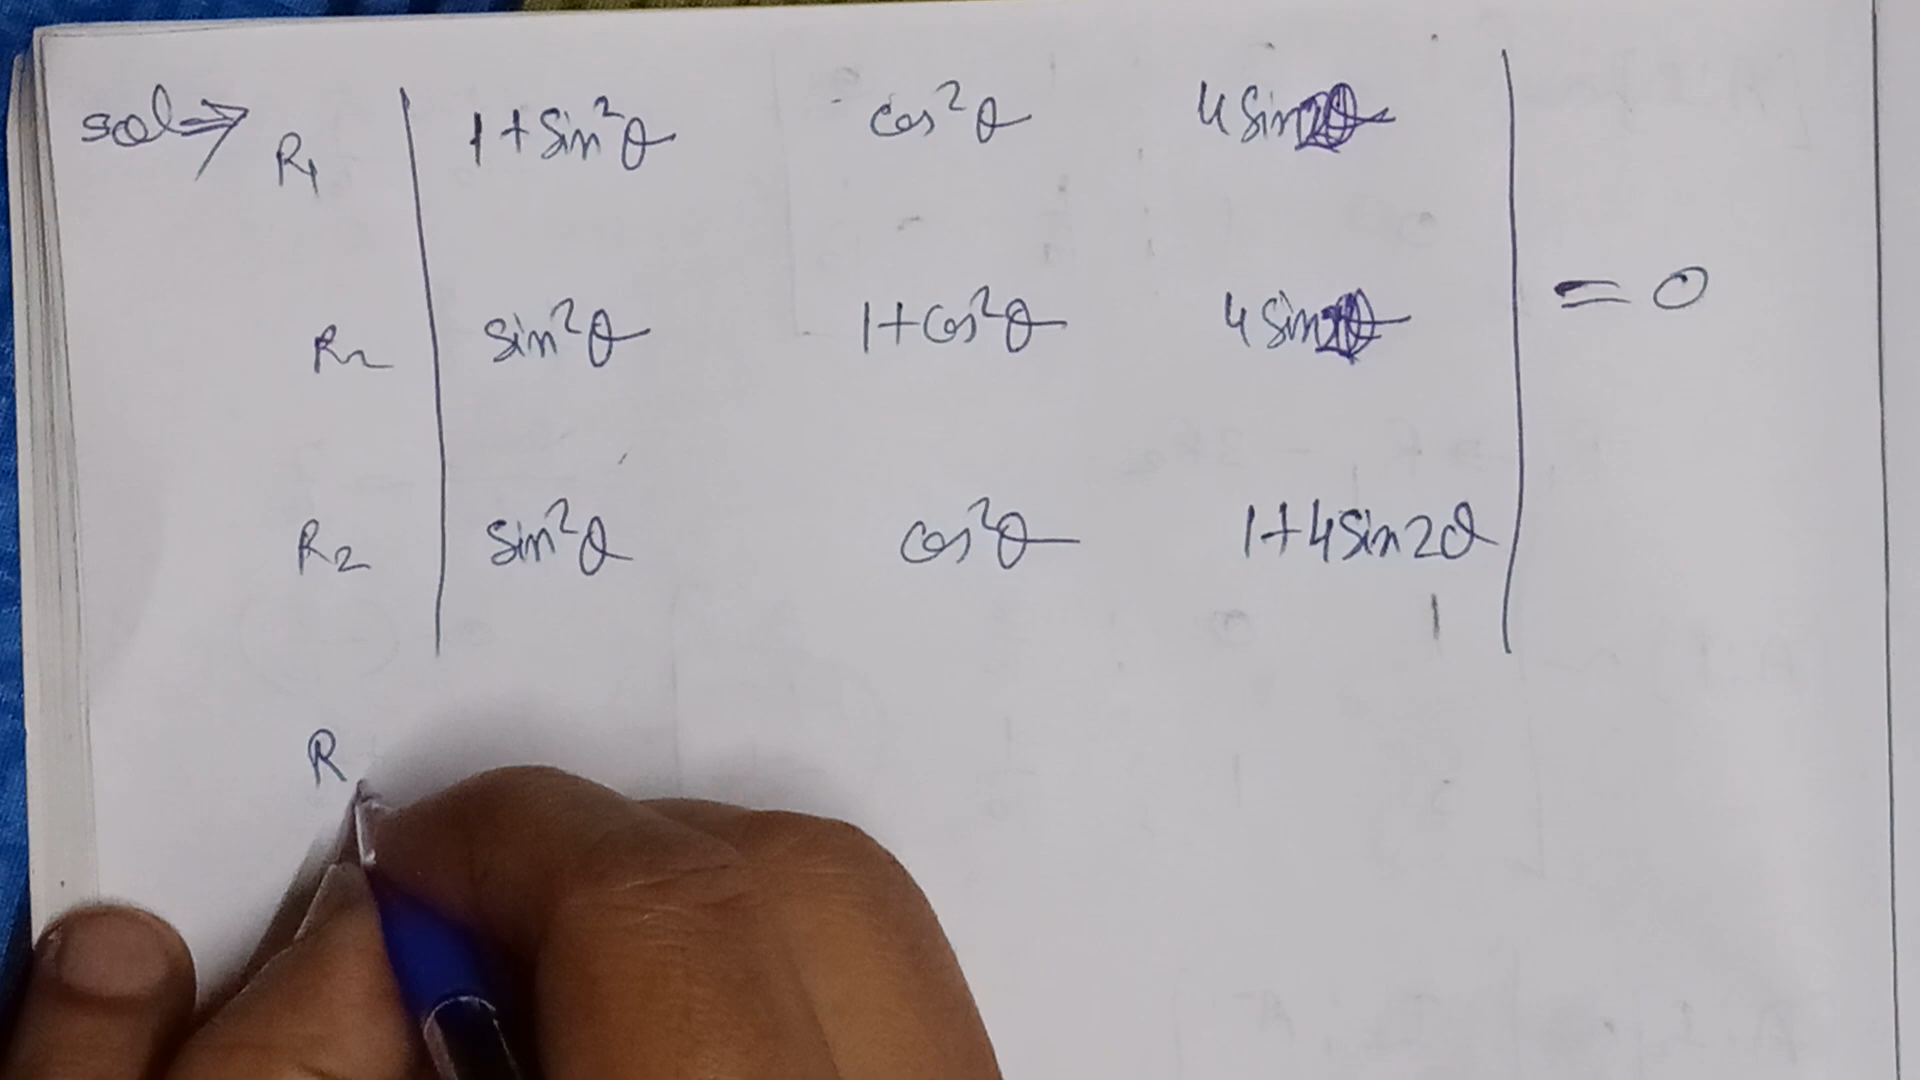 sol⇒ R1 | 1+sin²θ cos²θ 4sin2θ |
R2 | sin²θ 1+cos²θ 4sin2θ | = 0
R2 | sin²θ cos²θ 1+4sin2θ |
R